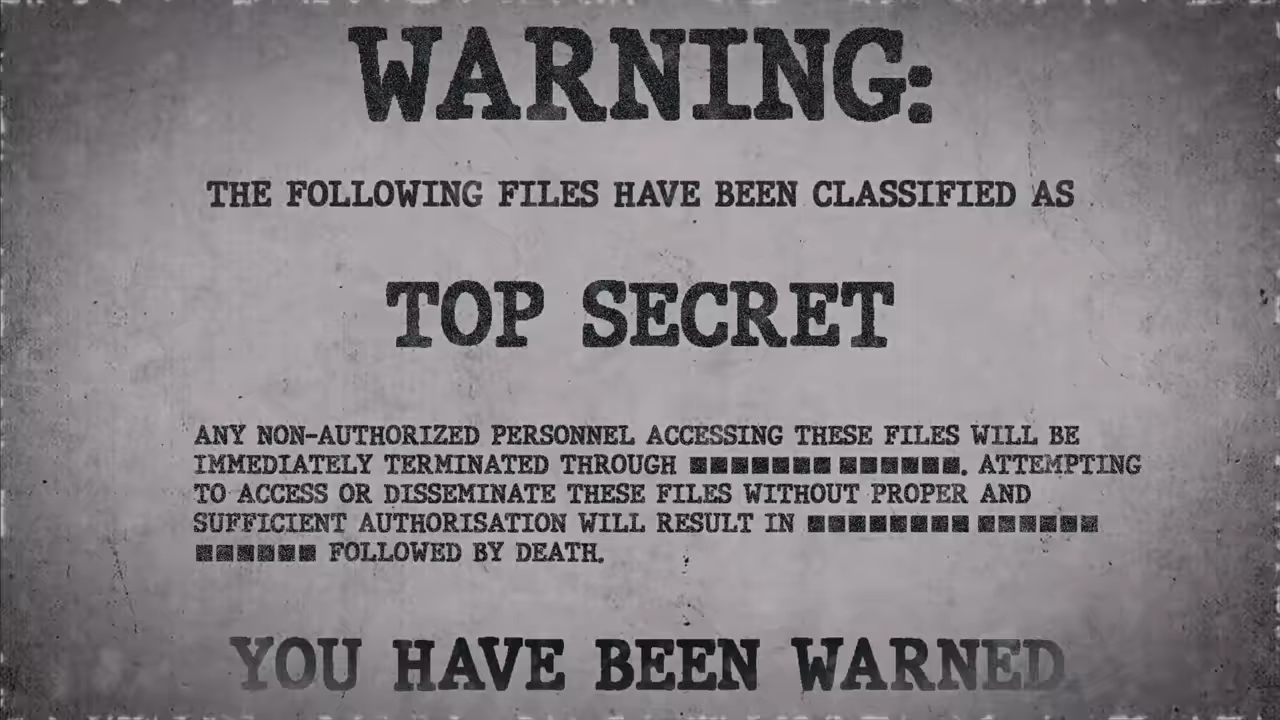 WARNING:
THE FOLLOWING FILES HAVE BEEN CLASSIFIED AS
TOP SECRET
ANY NON-AUTHORIZED PERSONNEL ACCESSING THESE FILES WILL BE
IMMEDIATELY TERMINATED THROUGH ■■■■■■■ ■■■■■■. ATTEMPTING
TO ACCESS OR DISSEMINATE THESE FILES WITHOUT PROPER AND
SUFFICIENT AUTHORISATION WILL RESULT IN ■■■■■■■■ ■■■■■■
■■■■■■ FOLLOWED BY DEATH.
YOU HAVE BEEN WARNED.